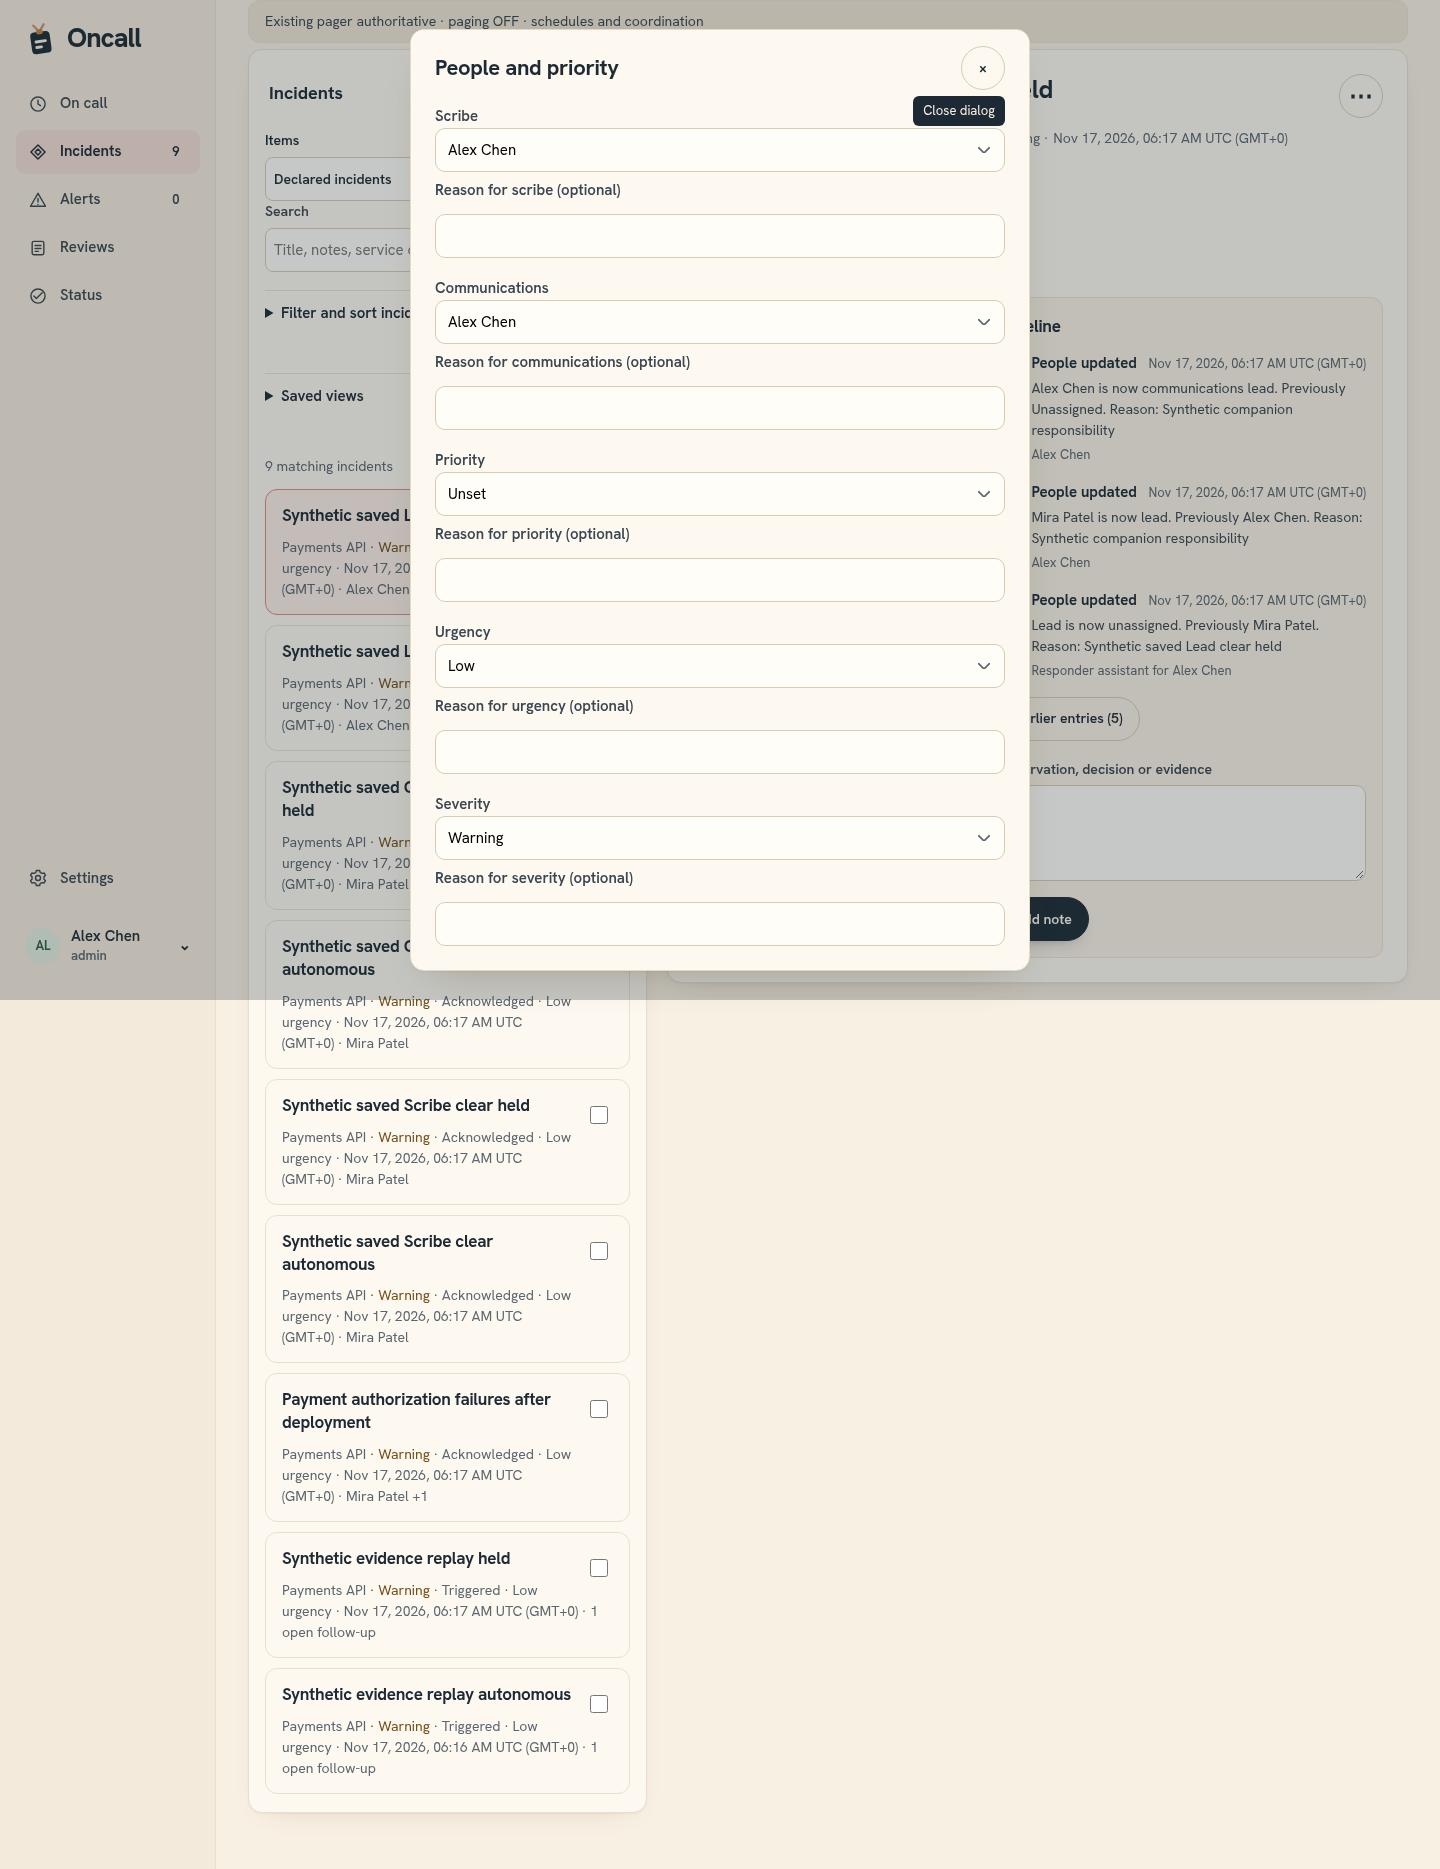 Oncall
On call
Incidents 9
Alerts 0
Reviews
Status
Settings
AL
Alex Chen
admin
Existing pager authoritative · paging OFF · schedules and coordination
Incidents
Items
Declared incidents
Search
Title, notes, service
Filter and sort
Saved views
9 matching incidents
Synthetic saved
Payments API ·
urgency · Nov 17,
(GMT+0) · Alex Chen
Synthetic saved
Payments API ·
urgency · Nov 17,
(GMT+0) · Alex Chen
Synthetic saved
held
Payments API ·
urgency · Nov 17,
(GMT+0) · Mira Patel
Synthetic saved
autonomous
Payments API · Warning · Acknowledged · Low
urgency · Nov 17, 2026, 06:17 AM UTC
(GMT+0) · Mira Patel
Synthetic saved Scribe clear held
Payments API · Warning · Acknowledged · Low
urgency · Nov 17, 2026, 06:17 AM UTC
(GMT+0) · Mira Patel
Synthetic saved Scribe clear
autonomous
Payments API · Warning · Acknowledged · Low
urgency · Nov 17, 2026, 06:17 AM UTC
(GMT+0) · Mira Patel
Payment authorization failures after
deployment
Payments API · Warning · Acknowledged · Low
urgency · Nov 17, 2026, 06:17 AM UTC
(GMT+0) · Mira Patel +1
Synthetic evidence replay held
Payments API · Warning · Triggered · Low
urgency · Nov 17, 2026, 06:17 AM UTC (GMT+0) · 1
open follow-up
Synthetic evidence replay autonomous
Payments API · Warning · Triggered · Low
urgency · Nov 17, 2026, 06:16 AM UTC (GMT+0) · 1
open follow-up
People and priority
×
Close dialog
Scribe
Alex Chen
Reason for scribe (optional)
Communications
Alex Chen
Reason for communications (optional)
Priority
Unset
Reason for priority (optional)
Urgency
Low
Reason for urgency (optional)
Severity
Warning
Reason for severity (optional)
· Nov 17, 2026, 06:17 AM UTC (GMT+0)
People updated Nov 17, 2026, 06:17 AM UTC (GMT+0)
Alex Chen is now communications lead. Previously
Unassigned. Reason: Synthetic companion
responsibility
Alex Chen
People updated Nov 17, 2026, 06:17 AM UTC (GMT+0)
Mira Patel is now lead. Previously Alex Chen. Reason:
Synthetic companion responsibility
Alex Chen
People updated Nov 17, 2026, 06:17 AM UTC (GMT+0)
Lead is now unassigned. Previously Mira Patel.
Reason: Synthetic saved Lead clear held
Responder assistant for Alex Chen
entries (5)
decision or evidence
note